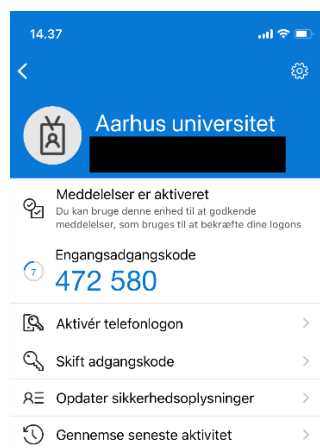 14.37
Aarhus universitet
Meddelelser er aktiveret
Du kan bruge denne enhed til at godkende
meddelelser, som bruges til at bekræfte dine logons
Engangsadgangskode
7
472 580
Aktivér telefonlogon
Skift adgangskode
Opdater sikkerhedsoplysninger
Gennemse seneste aktivitet